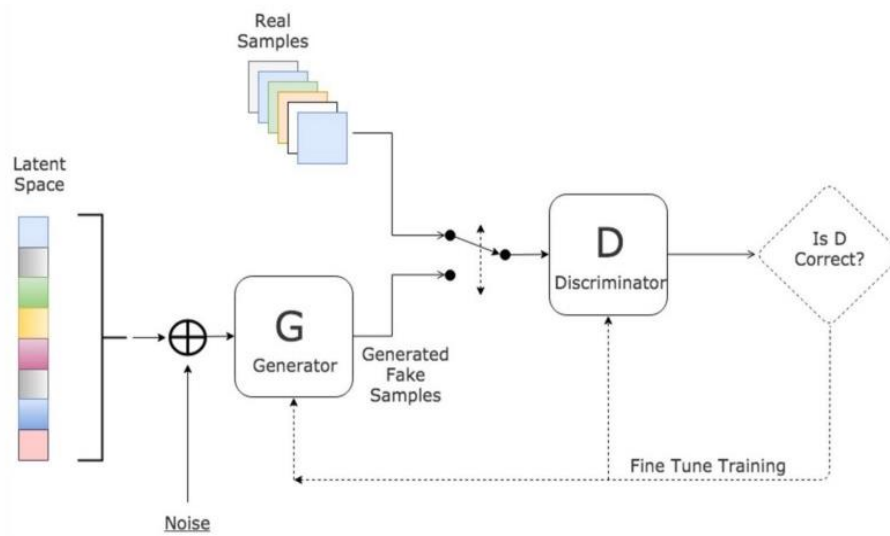 Real
Samples
Latent
Space
D
Discriminator
Is D
Correct?
G
Generator
Generated
Fake
Samples
Fine Tune Training
Noise